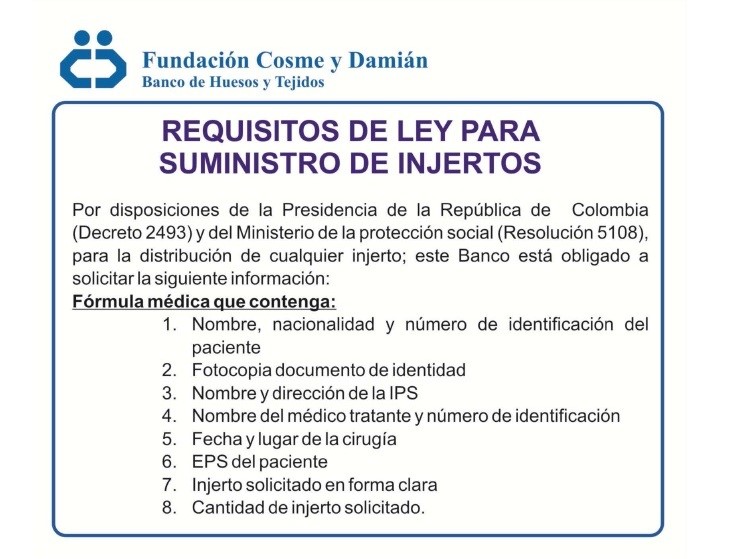 Fundación Cosme y Damián
Banco de Huesos y Tejidos
REQUISITOS DE LEY PARA
SUMINISTRO DE INJERTOS
Por disposiciones de la Presidencia de la República de Colombia
(Decreto 2493) y del Ministerio de la protección social (Resolución 5108),
para la distribución de cualquier injerto; este Banco está obligado a
solicitar la siguiente información:
Fórmula médica que contenga:
1. Nombre, nacionalidad y número de identificación del
paciente
2. Fotocopia documento de identidad
3. Nombre y dirección de la IPS
4. Nombre del médico tratante y número de identificación
5. Fecha y lugar de la cirugía
6. EPS del paciente
7. Injerto solicitado en forma clara
8. Cantidad de injerto solicitado.